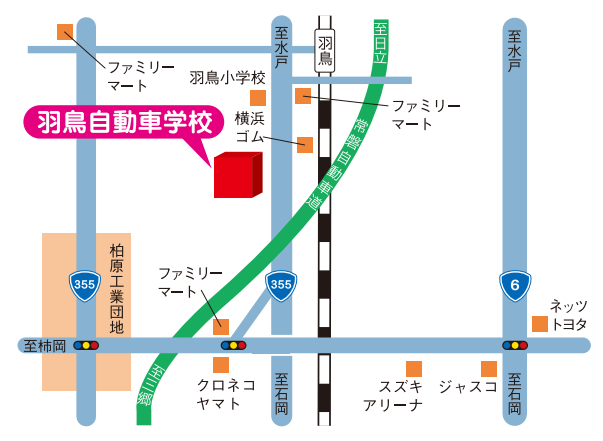 至水戸
羽鳥
至日立
至水戸
ファミリー
マート
羽鳥小学校
ファミリー
マート
羽鳥自動車学校
横浜
ゴム
常磐自動車道
柏原工業団地
ファミリー
マート
355
355
6
ネッツ
トヨタ
至柿岡
至三郷
クロネコ
ヤマト
至石岡
スズキ
アリーナ
ジャスコ
至石岡